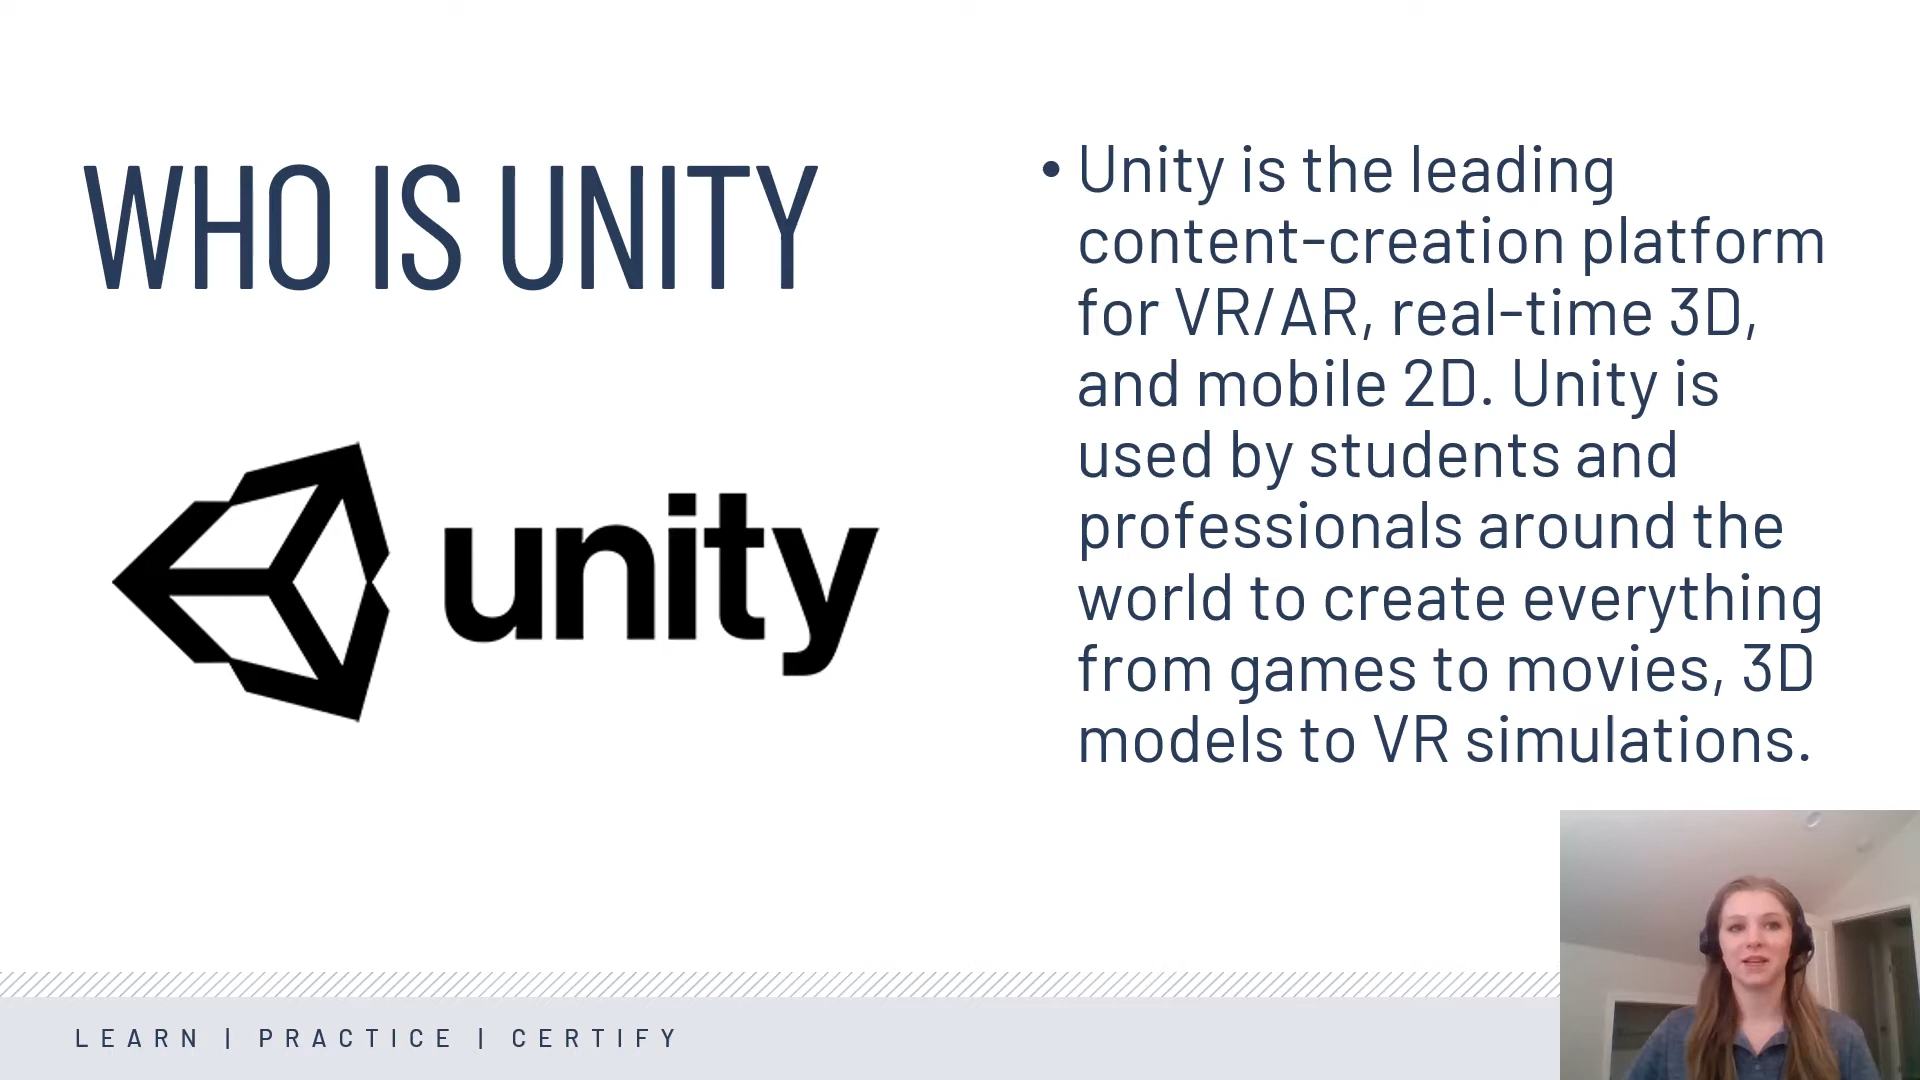 WHO IS UNITY
unity
• Unity is the leading
content-creation platform
for VR/AR, real-time 3D,
and mobile 2D. Unity is
used by students and
professionals around the
world to create everything
from games to movies, 3D
models to VR simulations.
LEARN | PRACTICE | CERTIFY